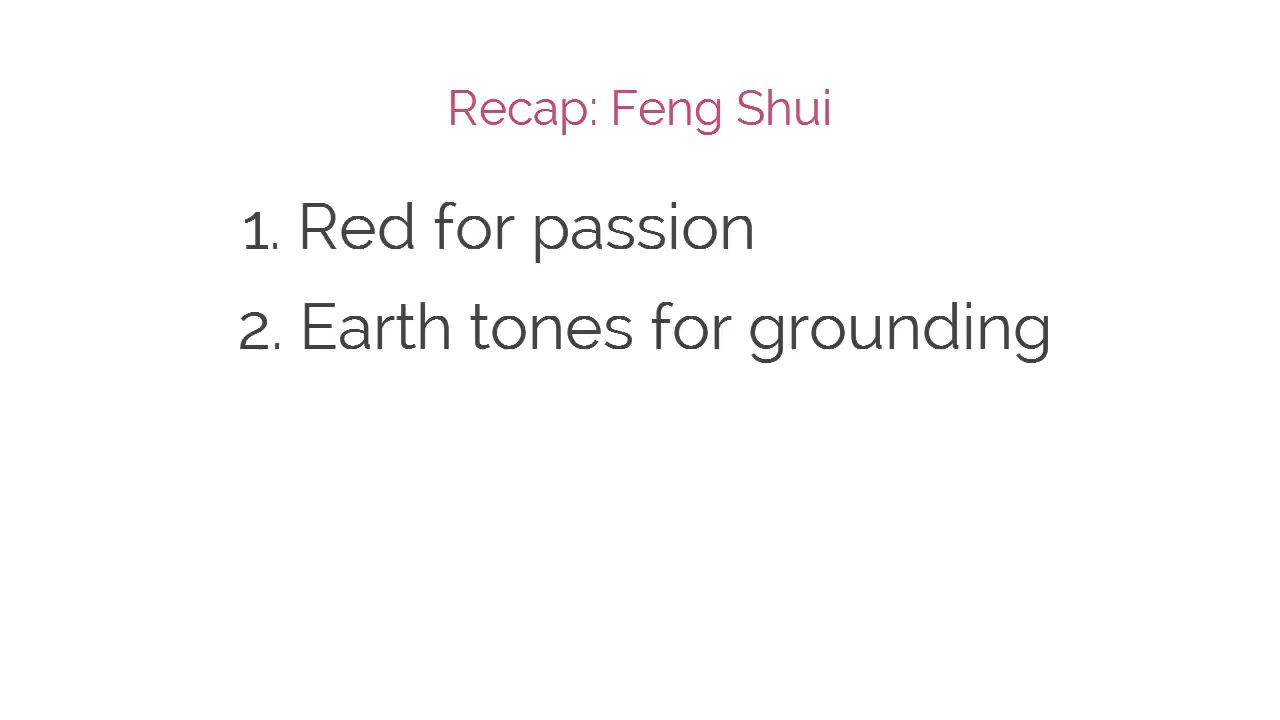 Recap: Feng Shui
1. Red for passion
2. Earth tones for grounding